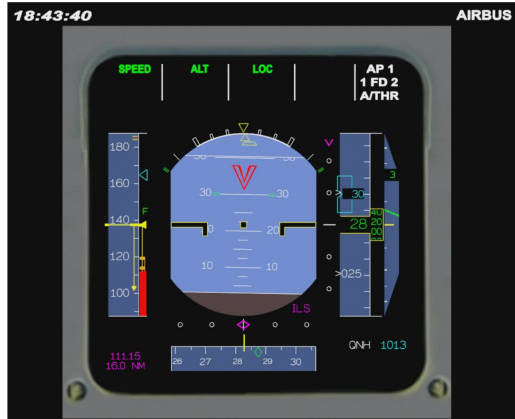 18:43:40 AIRBUS
SPEED ALT LOC AP 1
1 FD 2
A/THR
180
160
140
120
100
F
30 30
20
10 10
30
28
025
40
20
00
3
ILS
111.15
16.0 NM
QNH 1013
26 27 28 29 30